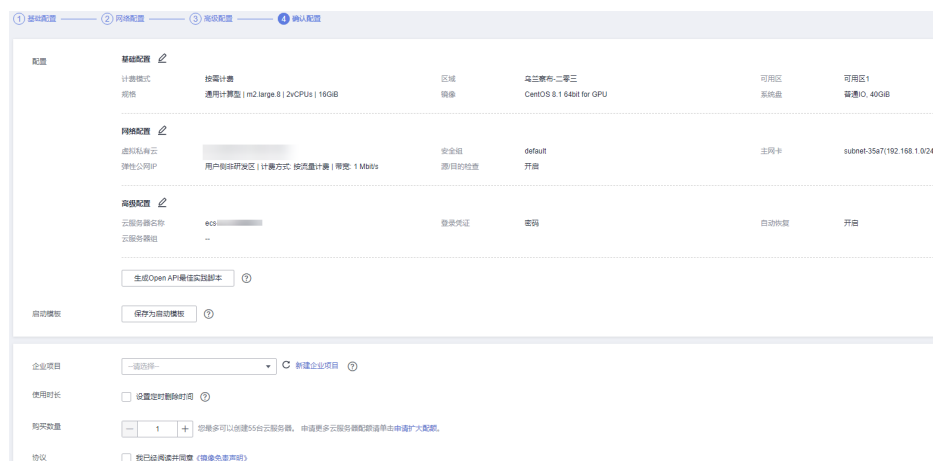 1 基础配置 2 网络配置 3 高级配置 4 确认配置
配置 基础配置
计费模式 按需计费 区域 乌兰察布-二零三 可用区 可用区1
规格 通用计算型 | m2.large.8 | 2vCPUs | 16GiB 镜像 CentOS 8.1 64bit for GPU 系统盘 普通IO, 40GiB
网络配置
虚拟私有云 安全组 default 主网卡 subnet-35a7(192.168.1.0/24
弹性公网IP 用户侧非研发区 | 计费方式: 按流量计费 | 带宽: 1 Mbit/s 源/目的检查 开启
高级配置
云服务器名称 ecs- 登录凭证 密码 自动恢复 开启
云服务器组 --
生成Open API最佳实践脚本 ?
启动模板 保存为启动模板 ?
企业项目 --请选择-- C 新建企业项目 ?
使用时长 设置定时删除时间 ?
购买数量 − 1 + 您最多可以创建55台云服务器。 申请更多云服务器配额请单击申请扩大配额。
协议 我已经阅读并同意《镜像免责声明》